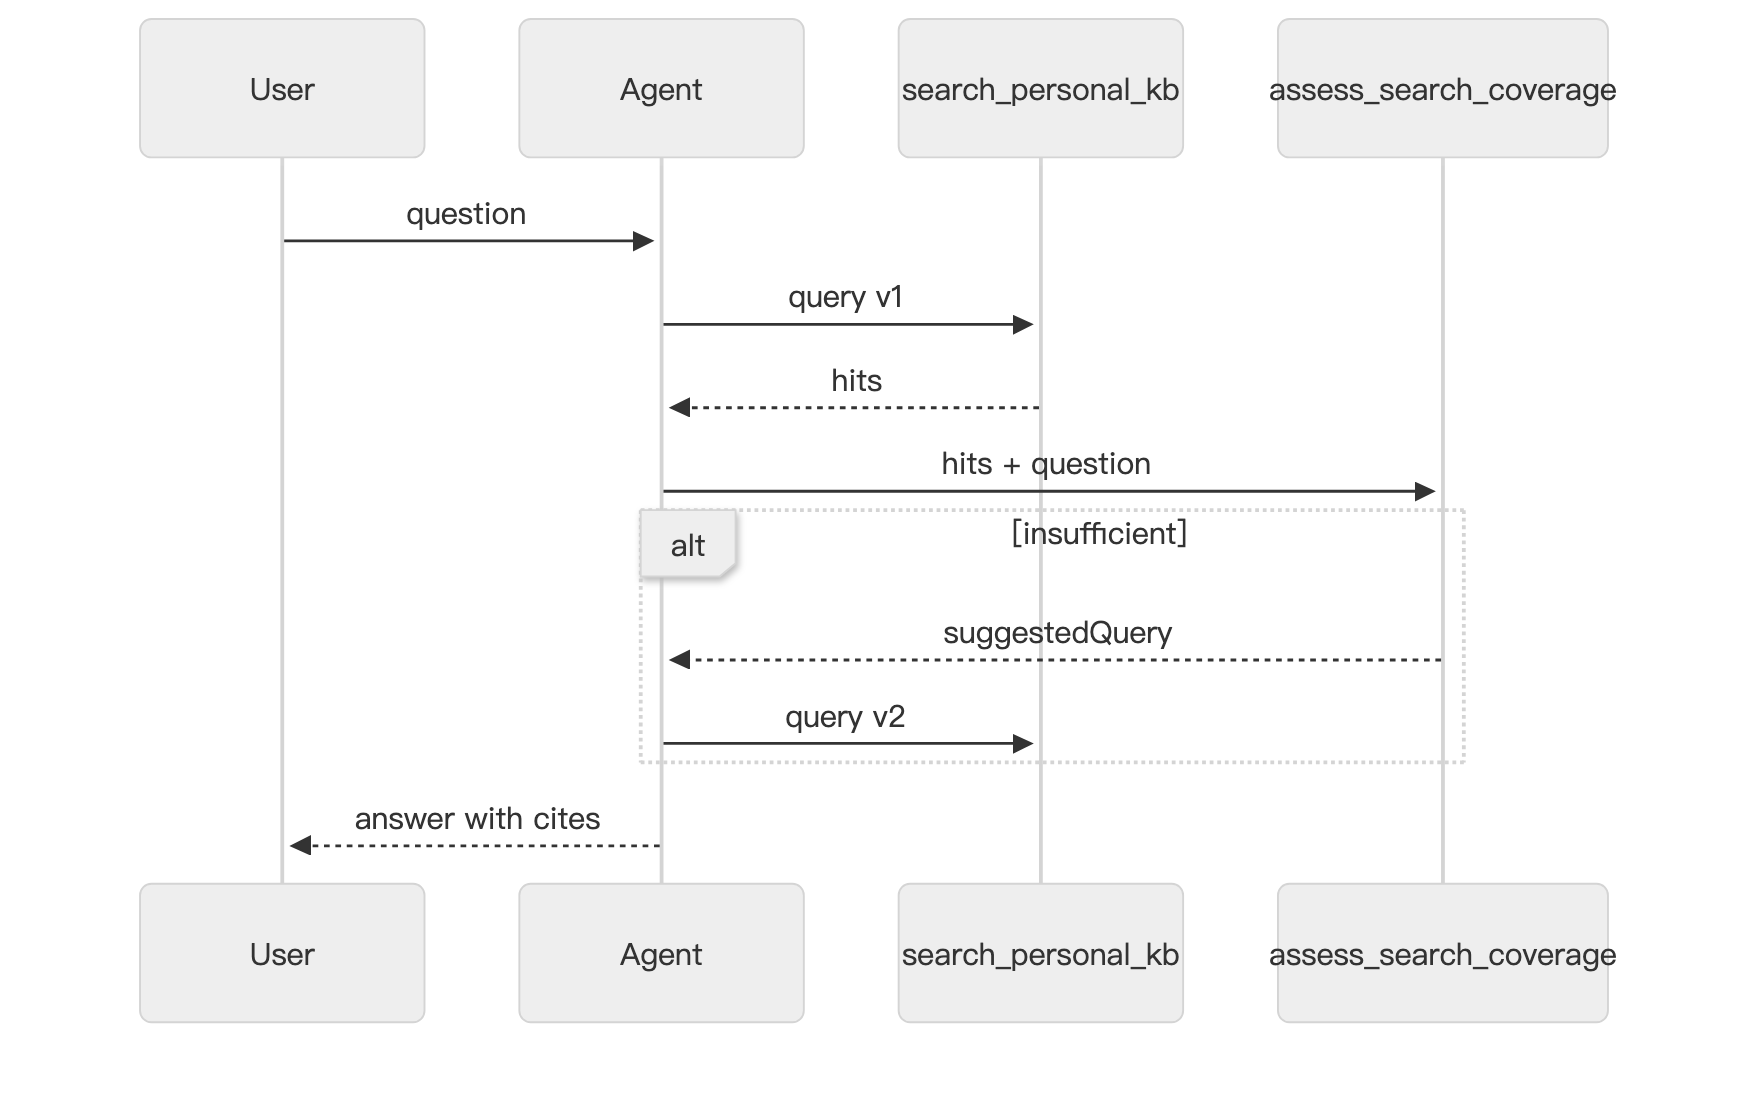 User
Agent
search_personal_kb
assess_search_coverage
question
query v1
hits
hits + question
alt
[insufficient]
suggestedQuery
query v2
answer with cites
User
Agent
search_personal_kb
assess_search_coverage